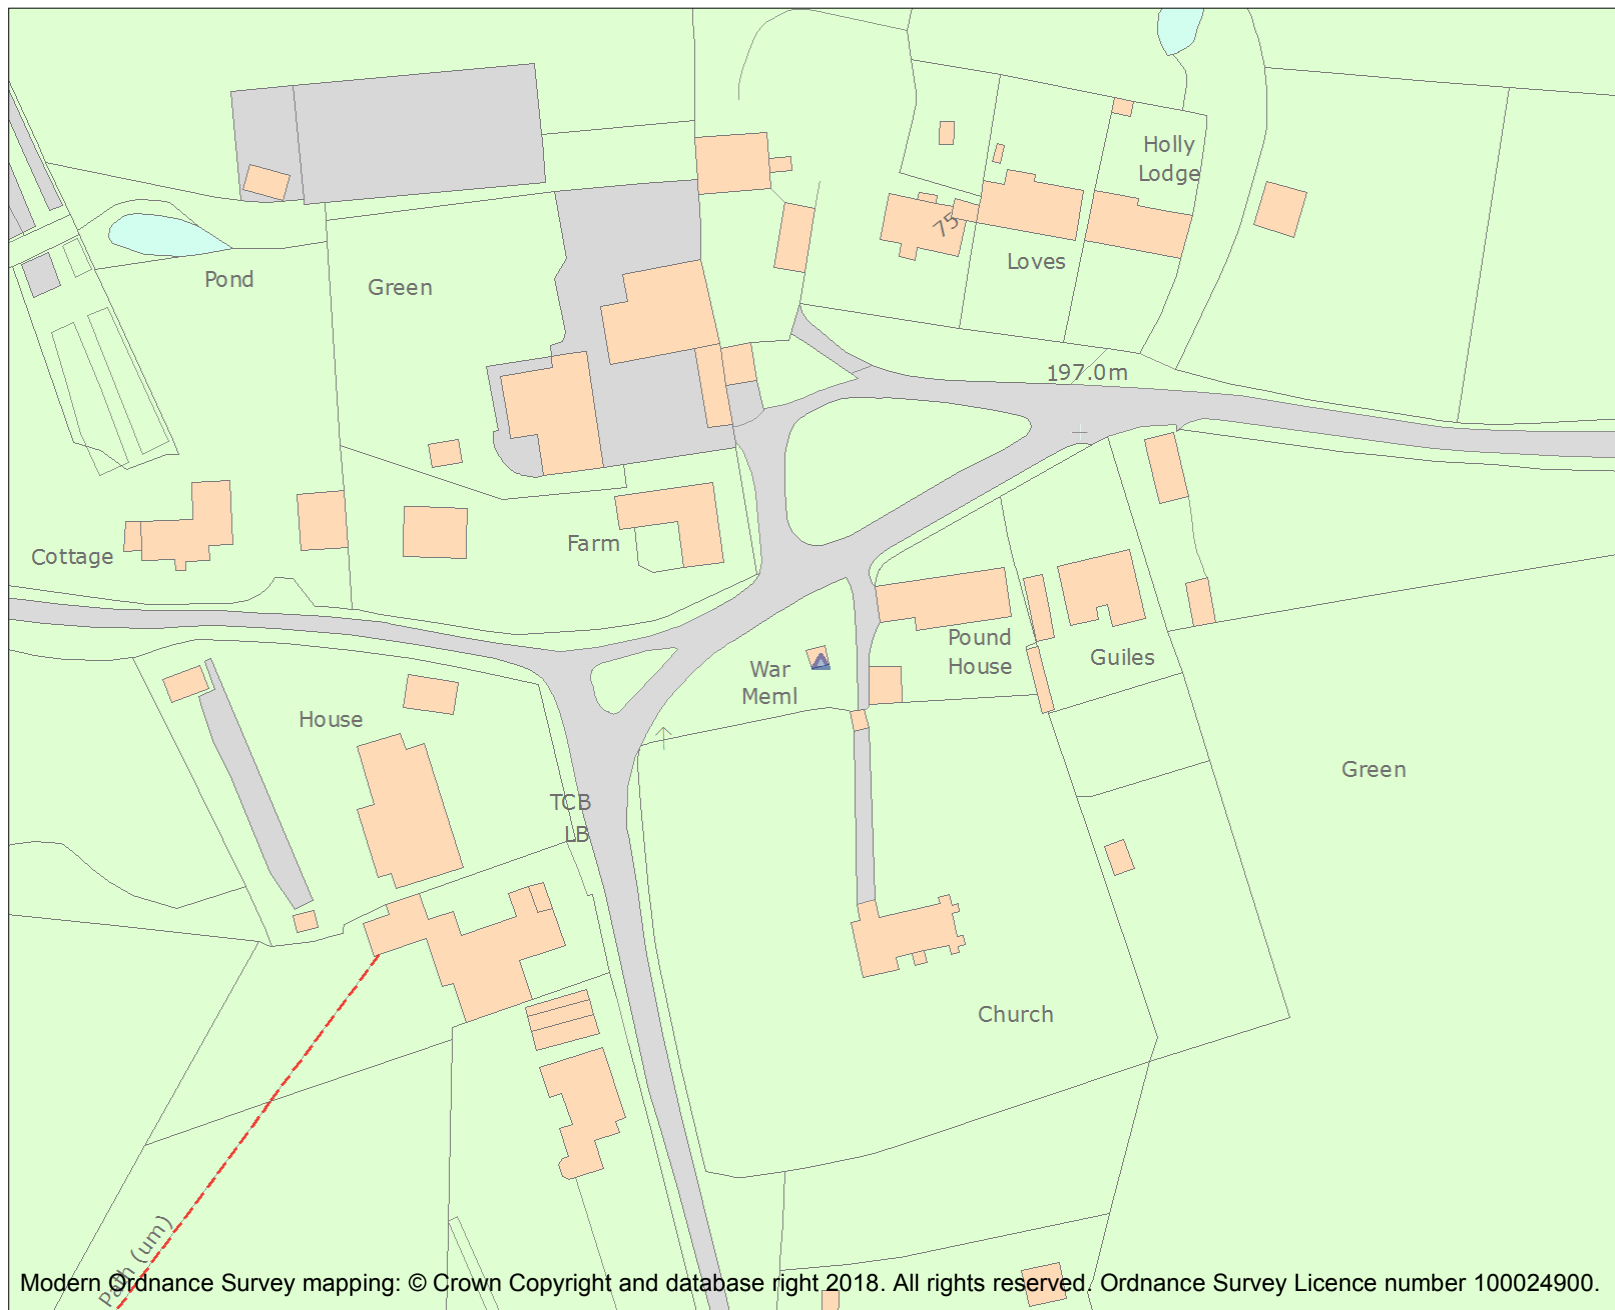 Holly
Lodge
75
Loves
Pond
Green
197.0m
Cottage
Farm
Pound
House
Guiles
War
Meml
House
Green
TCB
LB
Church
Path (um)
Modern Ordnance Survey mapping: © Crown Copyright and database right 2018. All rights reserved. Ordnance Survey Licence number 100024900.